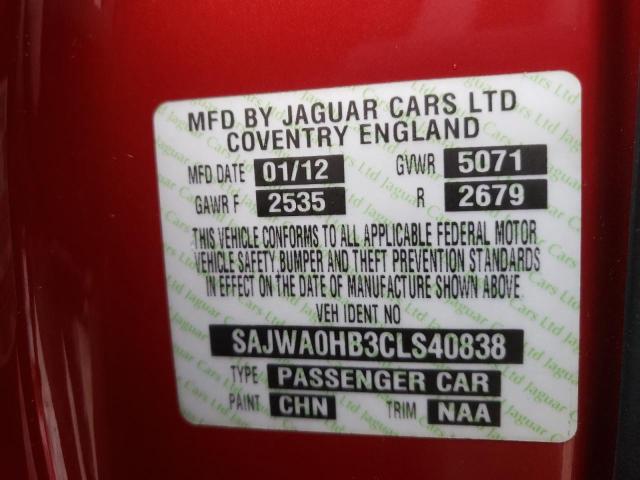 MFD BY JAGUAR CARS LTD
COVENTRY ENGLAND
MFD DATE 01/12 GVWR 5071
GAWR F 2535 R 2679
THIS VEHICLE CONFORMS TO ALL APPLICABLE FEDERAL MOTOR
VEHICLE SAFETY,BUMPER AND THEFT PREVENTION STANDARDS
IN EFFECT ON THE DATE OF MANUFACTURE SHOWN ABOVE
VEH IDENT NO
SAJWA0HB3CLS40838
TYPE PASSENGER CAR
PAINT CHN TRIM NAA